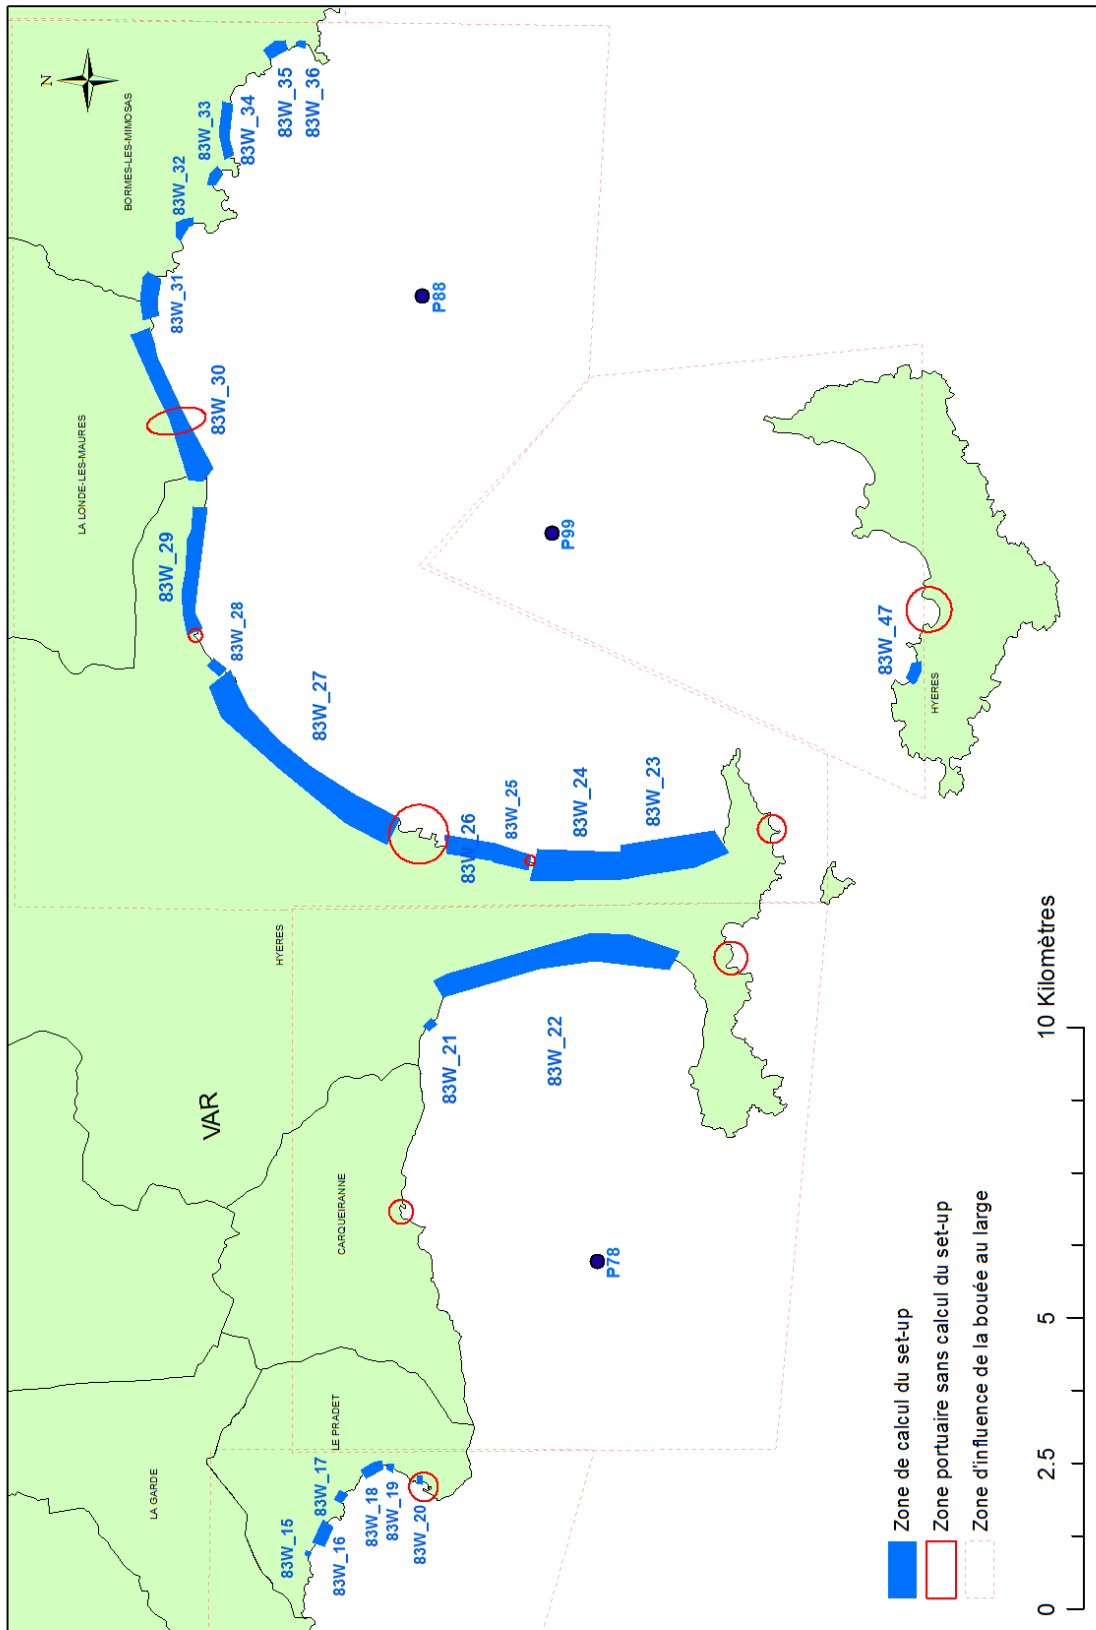 N
BORMES-LES-MIMOSAS
LA LONDE-LES-MAURES
VAR
HYERES
CARQUEIRANNE
LE PRADET
LA GARDE
HYERES
83W_15
83W_16
83W_17
83W_18
83W_19
83W_20
83W_21
83W_22
83W_23
83W_24
83W_25
83W_26
83W_27
83W_28
83W_29
83W_30
83W_31
83W_32
83W_33
83W_34
83W_35
83W_36
83W_47
P78
P88
P99
Zone de calcul du set-up
Zone portuaire sans calcul du set-up
Zone d'influence de la bouée au large
0 2.5 5 10 Kilomètres